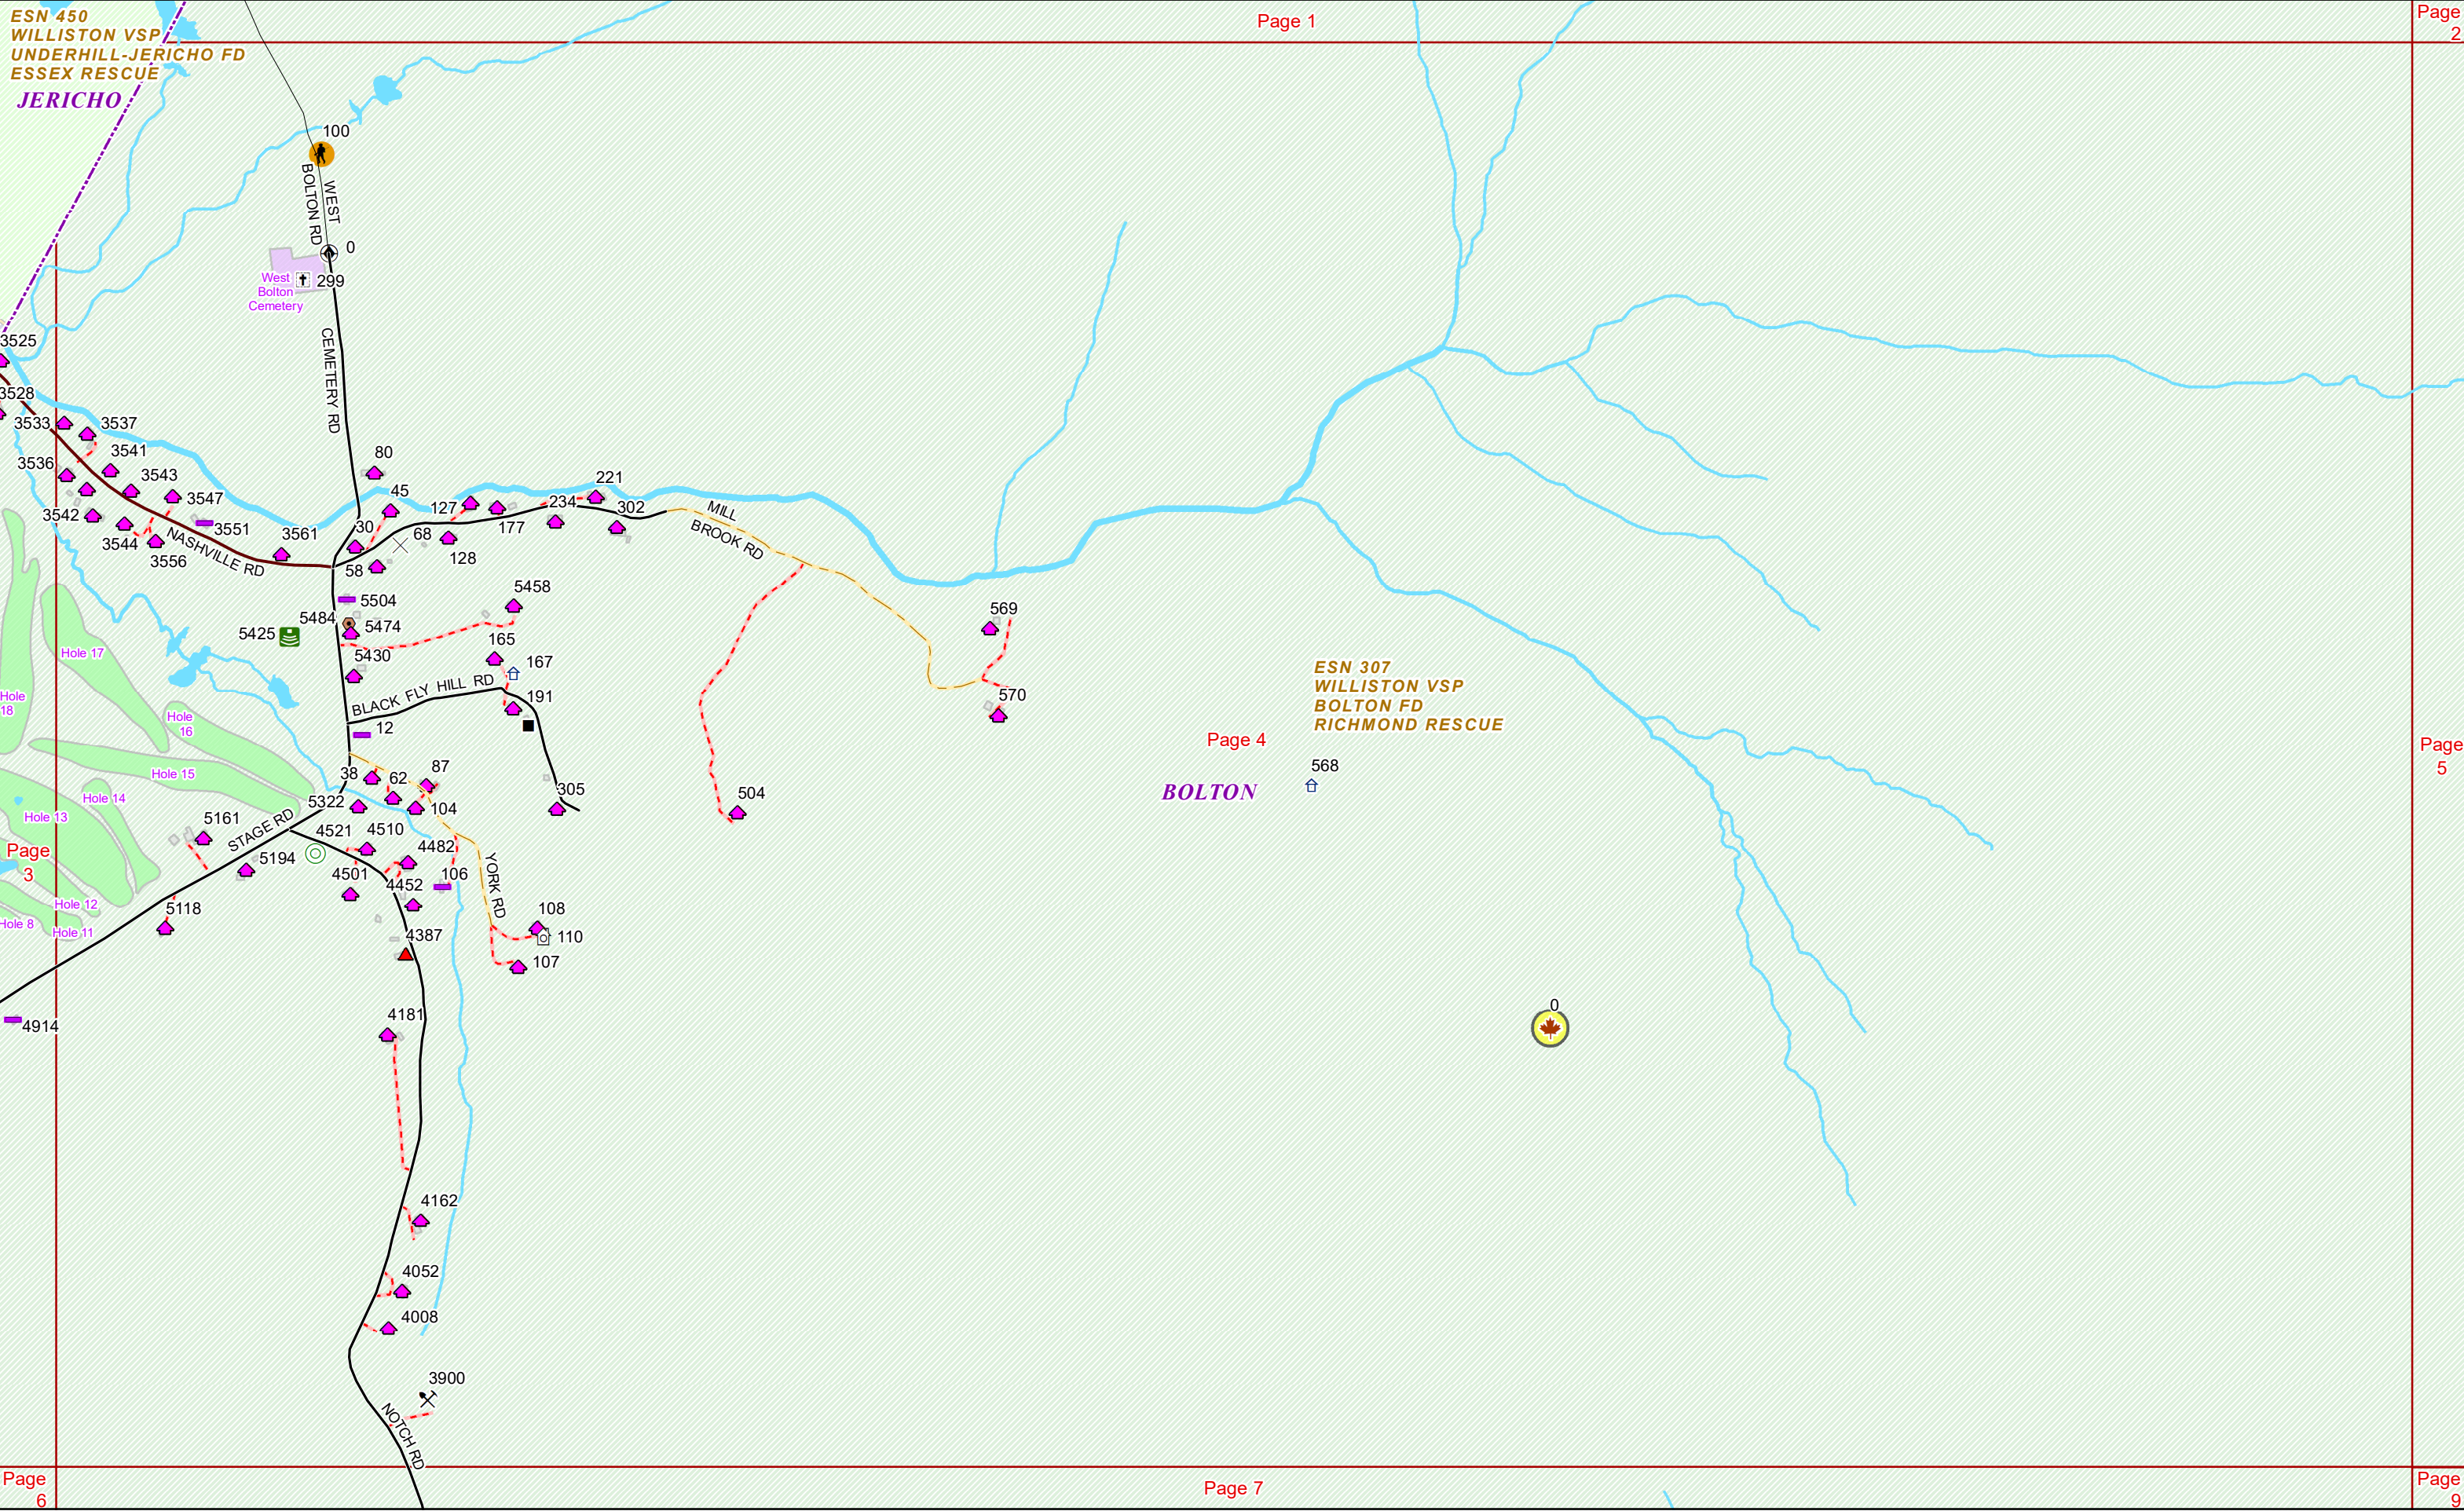 ESN 450
WILLISTON VSP
UNDERHILL-JERICHO FD
ESSEX RESCUE
JERICHO
Page 1
Page
2
100
WEST
BOLTON RD
0
299
West
Bolton
Cemetery
CEMETERY RD
3525
3528
3533
3537
3536
3541
3543
3547
3542
3544
3551
3556
3561
NASHVILLE RD
80
45
30
127
68
128
177
234
221
302
58
MILL
BROOK RD
5504
5484
5474
5425
5458
5430
165
167
191
BLACK FLY HILL RD
12
569
570
ESN 307
WILLISTON VSP
BOLTON FD
RICHMOND RESCUE
Page 4
568
BOLTON
504
Page
5
Hole 17
Hole
18
Hole
16
Hole 15
Hole 14
Hole 13
Hole 12
Hole 11
Hole 8
Page
3
38
62
87
104
305
5322
5161
STAGE RD
4521
4510
4482
5194
4501
4452
106
YORK RD
5118
108
110
107
4387
4914
4181
0
4162
4052
4008
3900
NOTCH RD
Page
6
Page 7
Page
9